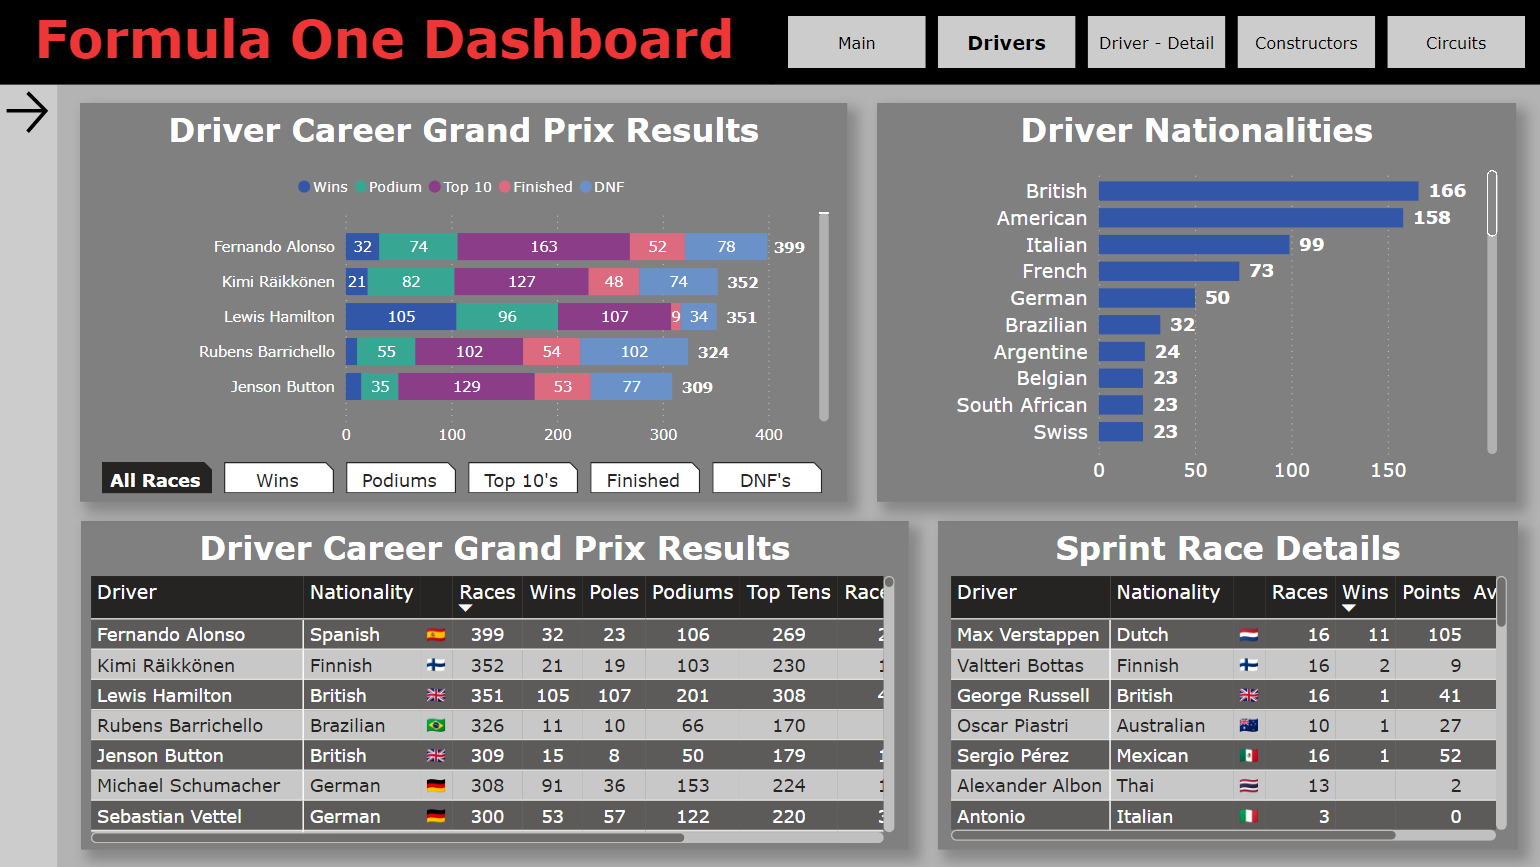 Formula One Dashboard
Main
Drivers
Driver - Detail
Constructors
Circuits
Driver Career Grand Prix Results
Wins Podium Top 10 Finished DNF
Fernando Alonso 32 74 163 52 78 399
Kimi Räikkönen 21 82 127 48 74 352
Lewis Hamilton 105 96 107 9 34 351
Rubens Barrichello 55 102 54 102 324
Jenson Button 35 129 53 77 309
0 100 200 300 400
All Races Wins Podiums Top 10's Finished DNF's
Driver Nationalities
British 166
American 158
Italian 99
French 73
German 50
Brazilian 32
Argentine 24
Belgian 23
South African 23
Swiss 23
0 50 100 150
Driver Career Grand Prix Results
Driver Nationality Races Wins Poles Podiums Top Tens Race
Fernando Alonso Spanish 399 32 23 106 269
Kimi Räikkönen Finnish 352 21 19 103 230
Lewis Hamilton British 351 105 107 201 308
Rubens Barrichello Brazilian 326 11 10 66 170
Jenson Button British 309 15 8 50 179
Michael Schumacher German 308 91 36 153 224
Sebastian Vettel German 300 53 57 122 220
Sprint Race Details
Driver Nationality Races Wins Points Av
Max Verstappen Dutch 16 11 105
Valtteri Bottas Finnish 16 2 9
George Russell British 16 1 41
Oscar Piastri Australian 10 1 27
Sergio Pérez Mexican 16 1 52
Alexander Albon Thai 13 2
Antonio Italian 3 0